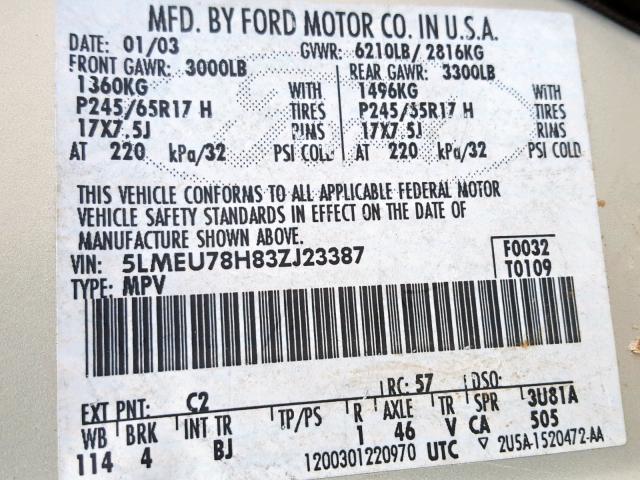 MFD. BY FORD MOTOR CO. IN U.S.A.
DATE: 01/03 GVWR: 6210LB/ 2816KG
FRONT GAWR: 3000LB REAR GAWR: 3300LB
1360KG WITH 1496KG WITH
P245/65R17 H TIRES P245/65R17 H TIRES
17X7.5J RIMS 17X7.5J RIMS
AT 220 kPa/32 PSI COLD AT 220 kPa/32 PSI COLD
THIS VEHICLE CONFORMS TO ALL APPLICABLE FEDERAL MOTOR
VEHICLE SAFETY STANDARDS IN EFFECT ON THE DATE OF
MANUFACTURE SHOWN ABOVE.
VIN: 5LMEU78H83ZJ23387 F0032
TYPE: MPV T0109
EXT PNT: C2 RC: 57 DSO:
WB BRK INT TR TP/PS R AXLE TR SPR 3U81A
114 4 BJ 1 46 V CA 505
1200301220970 UTC 2U5A-1520472-AA